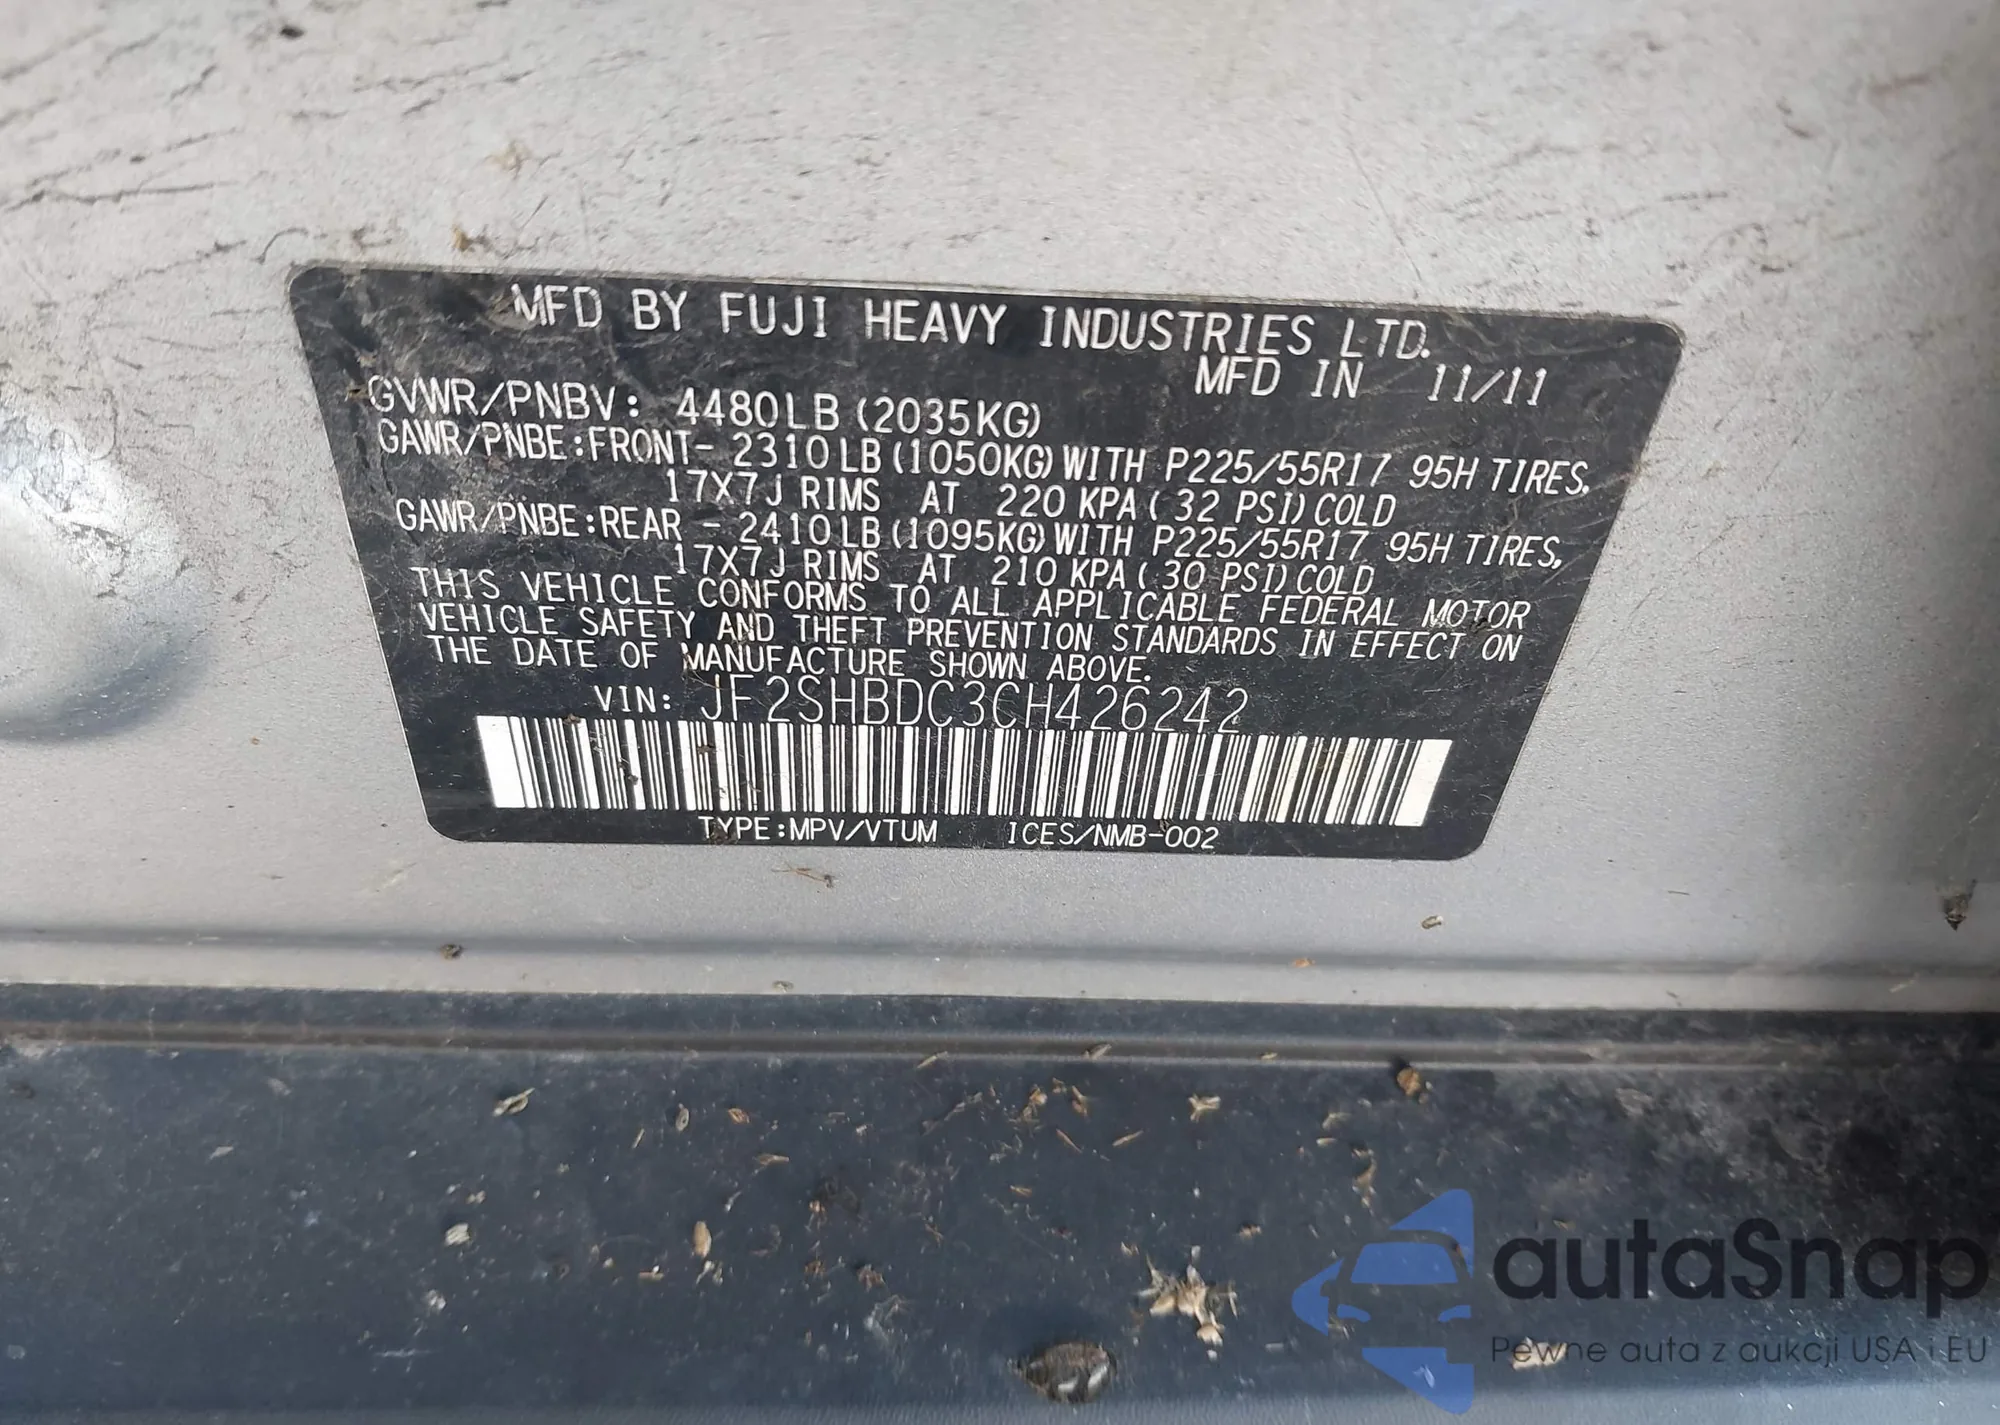 MFD BY FUJI HEAVY INDUSTRIES LTD.
MFD IN 11/11
GVWR/PNBV: 4480LB (2035KG)
GAWR/PNBE:FRONT- 2310LB (1050KG) WITH P225/55R17 95H TIRES,
17X7J RIMS AT 220 KPA ( 32 PSI) COLD
GAWR/PNBE:REAR - 2410LB (1095KG) WITH P225/55R17 95H TIRES,
17X7J RIMS AT 210 KPA ( 30 PSI) COLD
THIS VEHICLE CONFORMS TO ALL APPLICABLE FEDERAL MOTOR
VEHICLE SAFETY AND THEFT PREVENTION STANDARDS IN EFFECT ON
THE DATE OF MANUFACTURE SHOWN ABOVE.
VIN: JF2SHBDC3CH426242
TYPE:MPV/VTUM ICES/NMB-002
autaSnap
Pewne auta z aukcji USA i EU